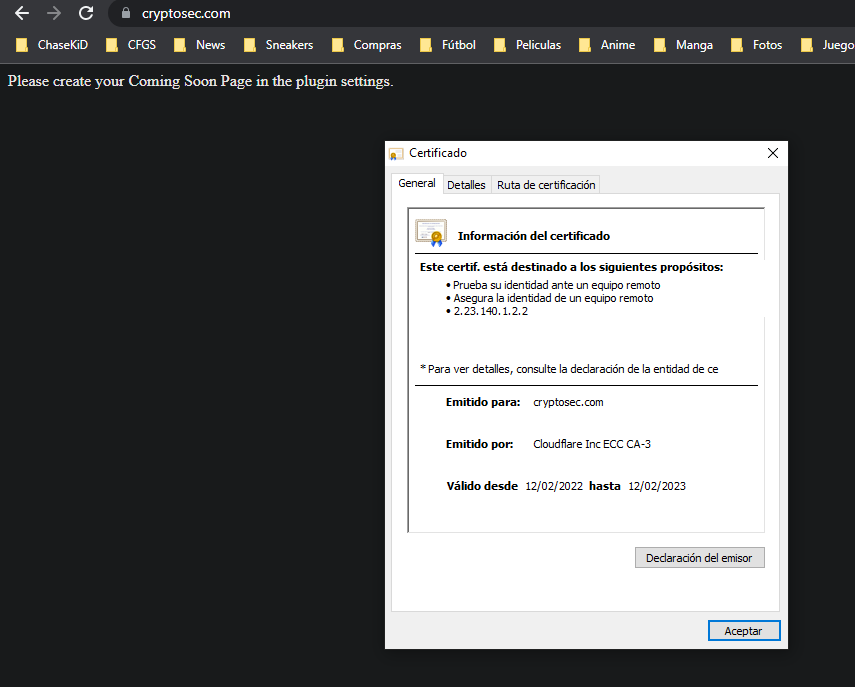 cryptosec.com
ChaseKiD CFGS News Sneakers Compras Fútbol Peliculas Anime Manga Fotos Juego
Please create your Coming Soon Page in the plugin settings.
Certificado
General Detalles Ruta de certificación
Información del certificado
Este certif. está destinado a los siguientes propósitos:
• Prueba su identidad ante un equipo remoto
• Asegura la identidad de un equipo remoto
• 2.23.140.1.2.2
* Para ver detalles, consulte la declaración de la entidad de ce
Emitido para: cryptosec.com
Emitido por: Cloudflare Inc ECC CA-3
Válido desde 12/02/2022 hasta 12/02/2023
Declaración del emisor
Aceptar